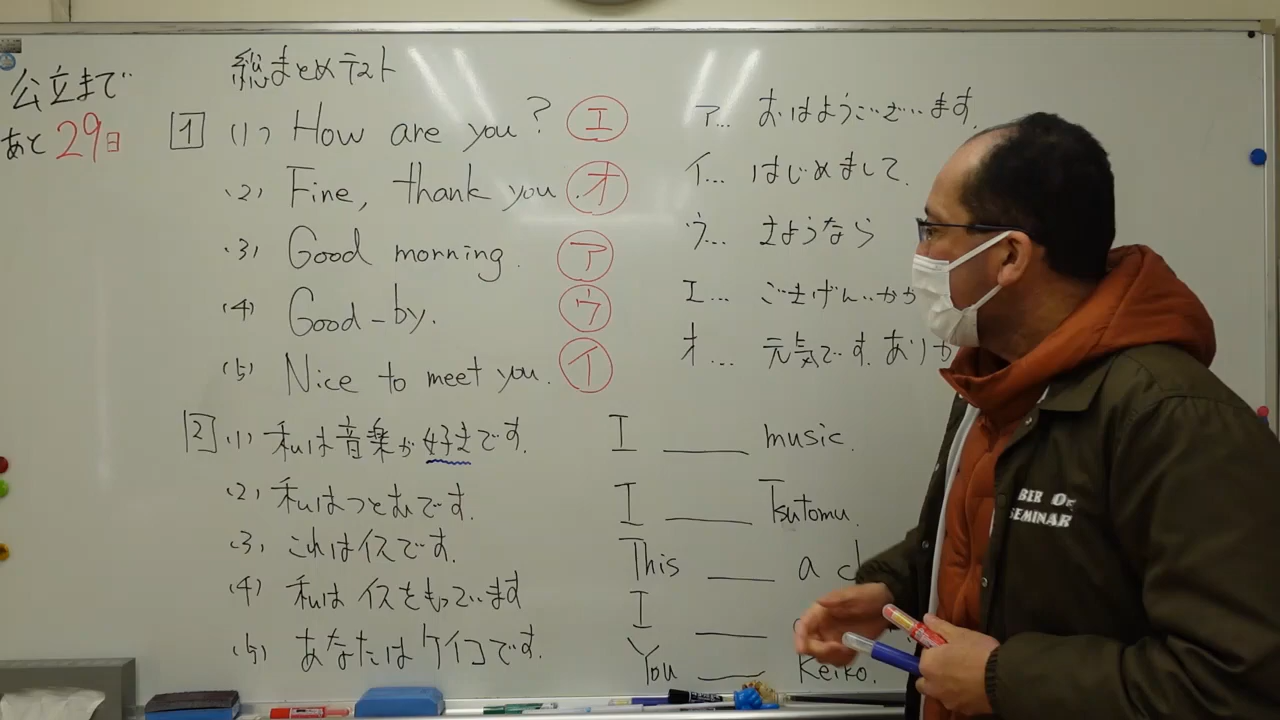 公立まで
あと29日
総まとめテスト
1 (1) How are you? エ
(2) Fine, thank you. オ
(3) Good morning. ア
(4) Good-by. ウ
(5) Nice to meet you. イ
ア… おはようございます。
イ… はじめまして。
ウ… さようなら
エ… ごきげんいかが
オ… 元気です。ありが
2 (1) 私は音楽が好きです。 I ____ music.
(2) 私はつとむです。 I ____ Tsutomu.
(3) これはイスです。 This ____ a
(4) 私はイスをもっています I ____
(5) あなたはケイコです。 You ____ Keiko.
BER O
SEMINAR